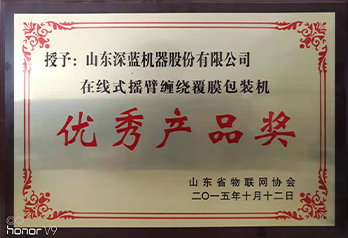 授予：山东深蓝机器股份有限公司
在线式摇臂缠绕覆膜包装机
优秀产品奖
山东省物联网协会
二〇一五年十月十二日
honor V9